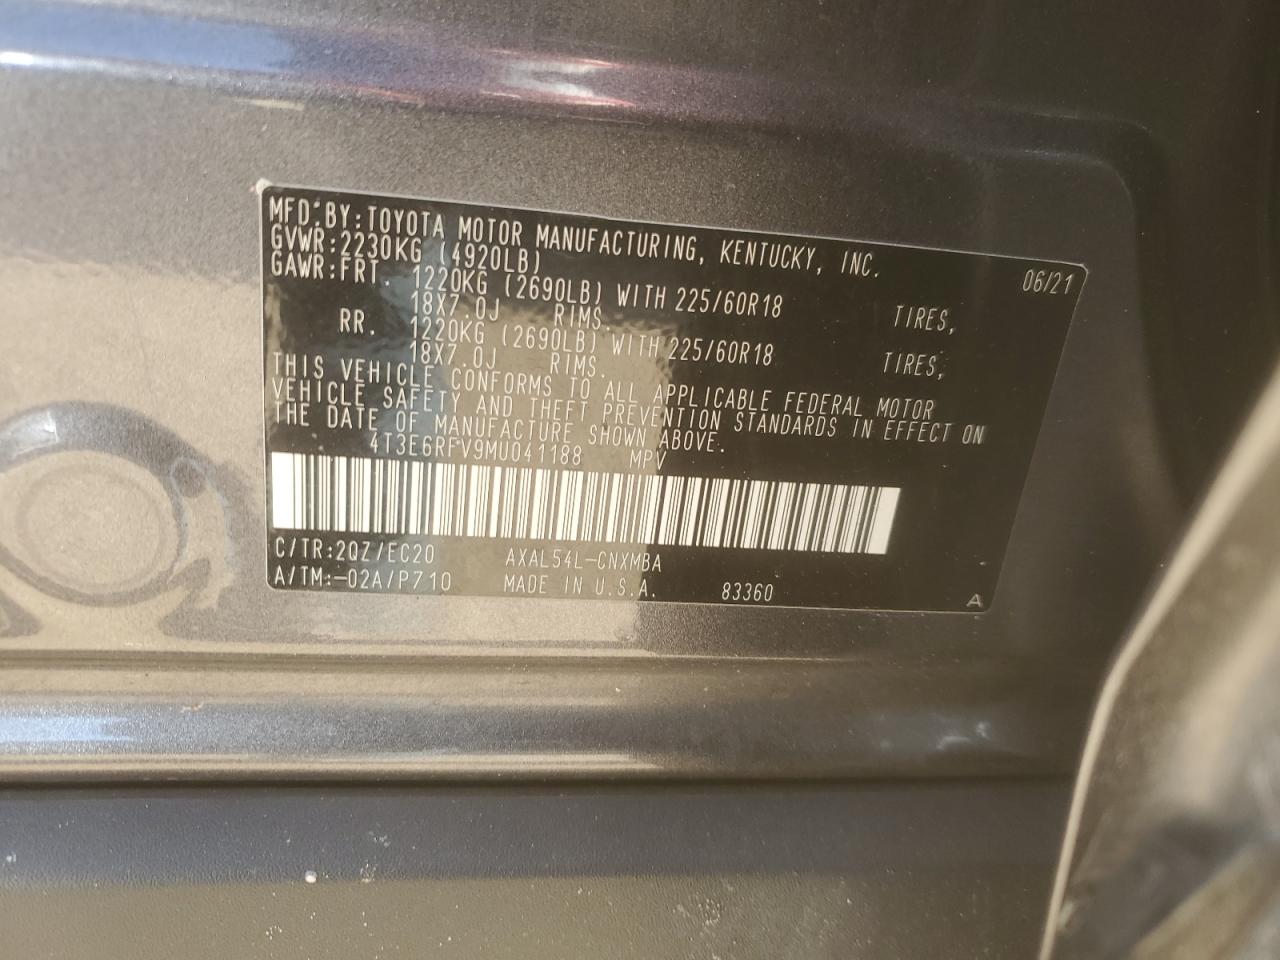 MFD. BY: TOYOTA MOTOR MANUFACTURING, KENTUCKY, INC. 06/21
GVWR: 2230KG (4920LB)
GAWR: FRT. 1220KG (2690LB) WITH 225/60R18 TIRES,
18X7.0J RIMS.
RR. 1220KG (2690LB) WITH 225/60R18 TIRES,
18X7.0J RIMS.
THIS VEHICLE CONFORMS TO ALL APPLICABLE FEDERAL MOTOR
VEHICLE SAFETY AND THEFT PREVENTION STANDARDS IN EFFECT ON
THE DATE OF MANUFACTURE SHOWN ABOVE.
4T3E6RFV9MU041188 MPV
C/TR: 2QZ/EC20 AXAL54L-CNXMBA
A/TM: -02A/P710 MADE IN U.S.A. 83360 A